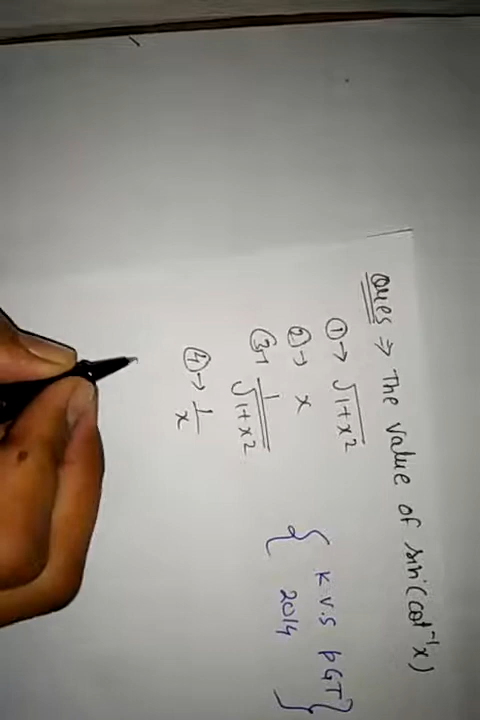 Ques ⇒ The value of sin(cot⁻¹x)
① → √1+x²
② → x
③ → 1/√1+x²
④ → 1/x
{ K.V.S PGT
2014 }